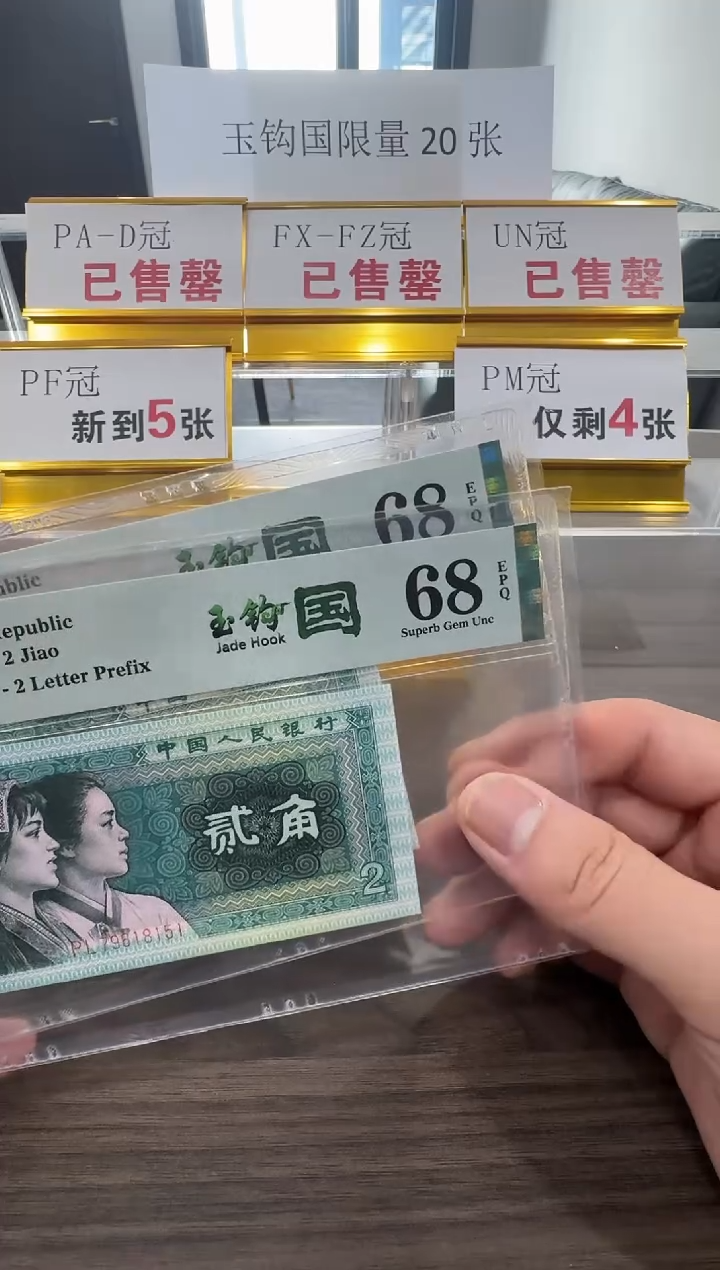 玉钩国限量 20 张
PA-D冠
已售罄
FX-FZ冠
已售罄
UN冠
已售罄
PF冠
新到5张
PM冠
仅剩4张
68
EPQ
玉钩
国
Republic
2 Jiao
- 2 Letter Prefix
玉钩
Jade Hook
国
68
EPQ
Superb Gem Unc
中国人民银行
贰角
2
PL79618151